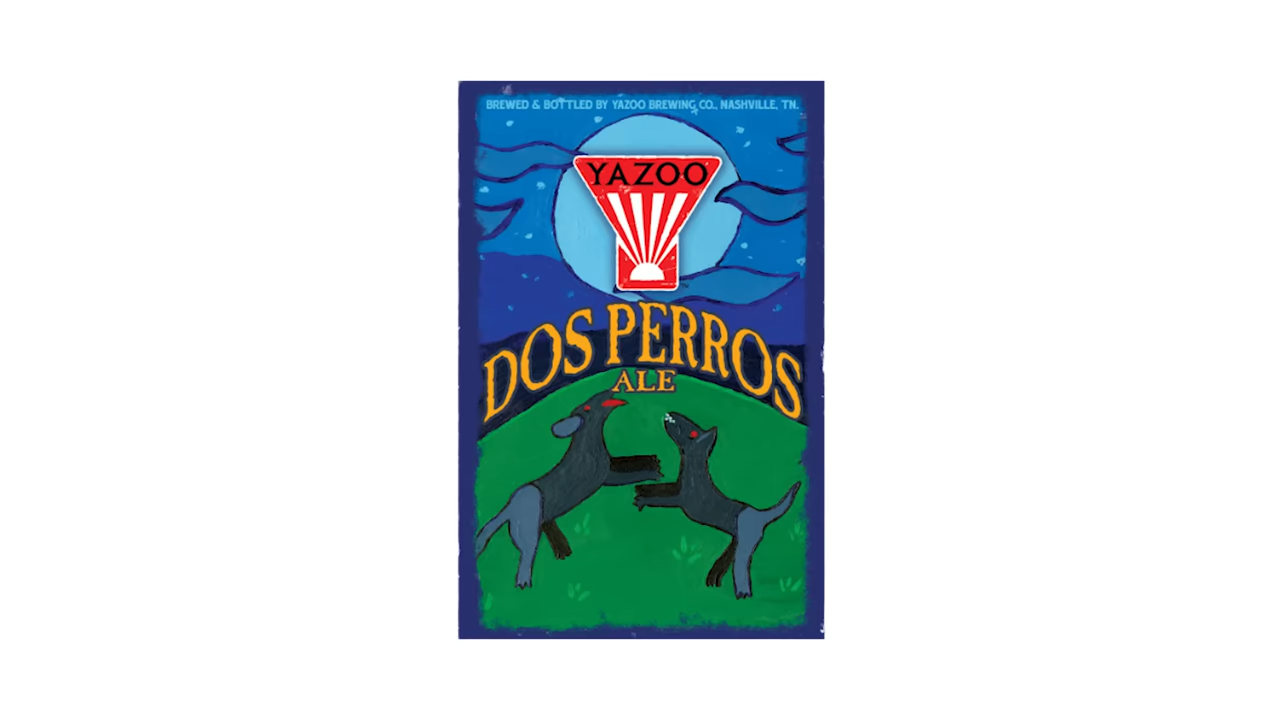 BREWED & BOTTLED BY YAZOO BREWING CO., NASHVILLE, TN.
YAZOO
DOS PERROS
ALE